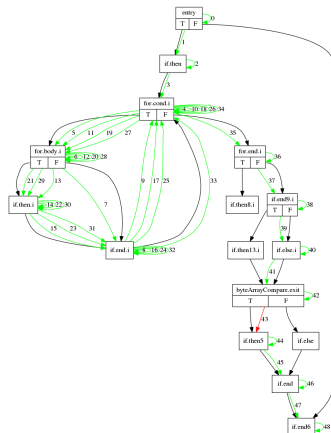 entry
T F
0
1
if.then
2
3
for.cond.i
T F
4 10 18 26 34
5 11 19 27
35
for.body.i
T F
6 12 20 28
for.end.i
T F
36
21 29 13
7
9 17 25
33
37
if.then.i
14 22 30
if.then8.i
if.end9.i
T F
38
15 23 31
39
if.end.i
8 16 24 32
if.then13.i
if.else.i
40
41
byteArrayCompare.exit
T F
42
43
if.then5
44
if.else
45
if.end
46
47
if.end6
48